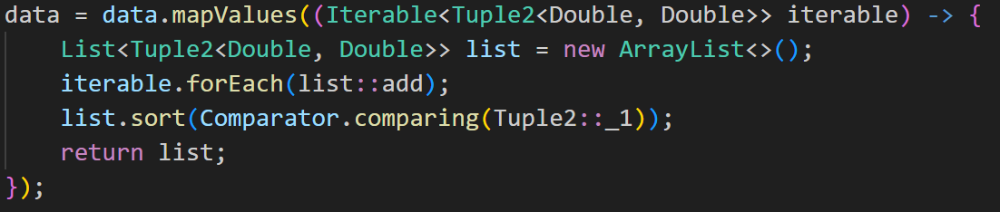 data = data.mapValues((Iterable<Tuple2<Double, Double>> iterable) -> {
    List<Tuple2<Double, Double>> list = new ArrayList<>();
    iterable.forEach(list::add);
    list.sort(Comparator.comparing(Tuple2::_1));
    return list;
});